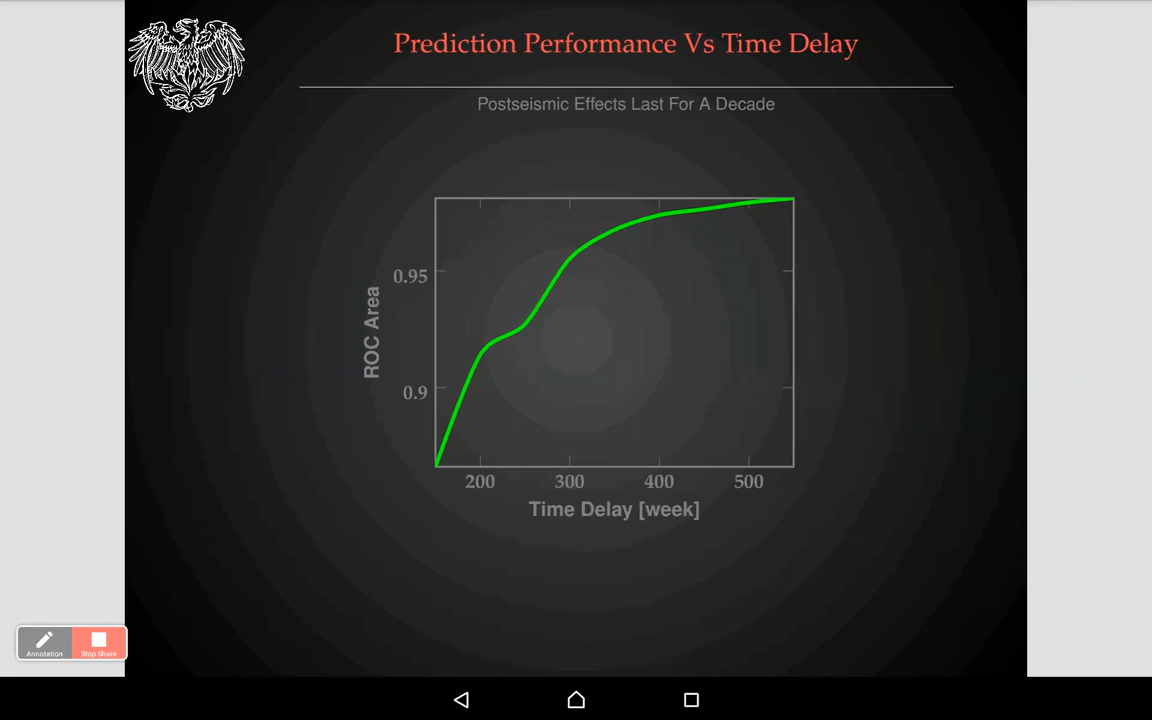 Prediction Performance Vs Time Delay
Postseismic Effects Last For A Decade
0.95
ROC Area
0.9
200 300 400 500
Time Delay [week]
Annotation
Stop Share